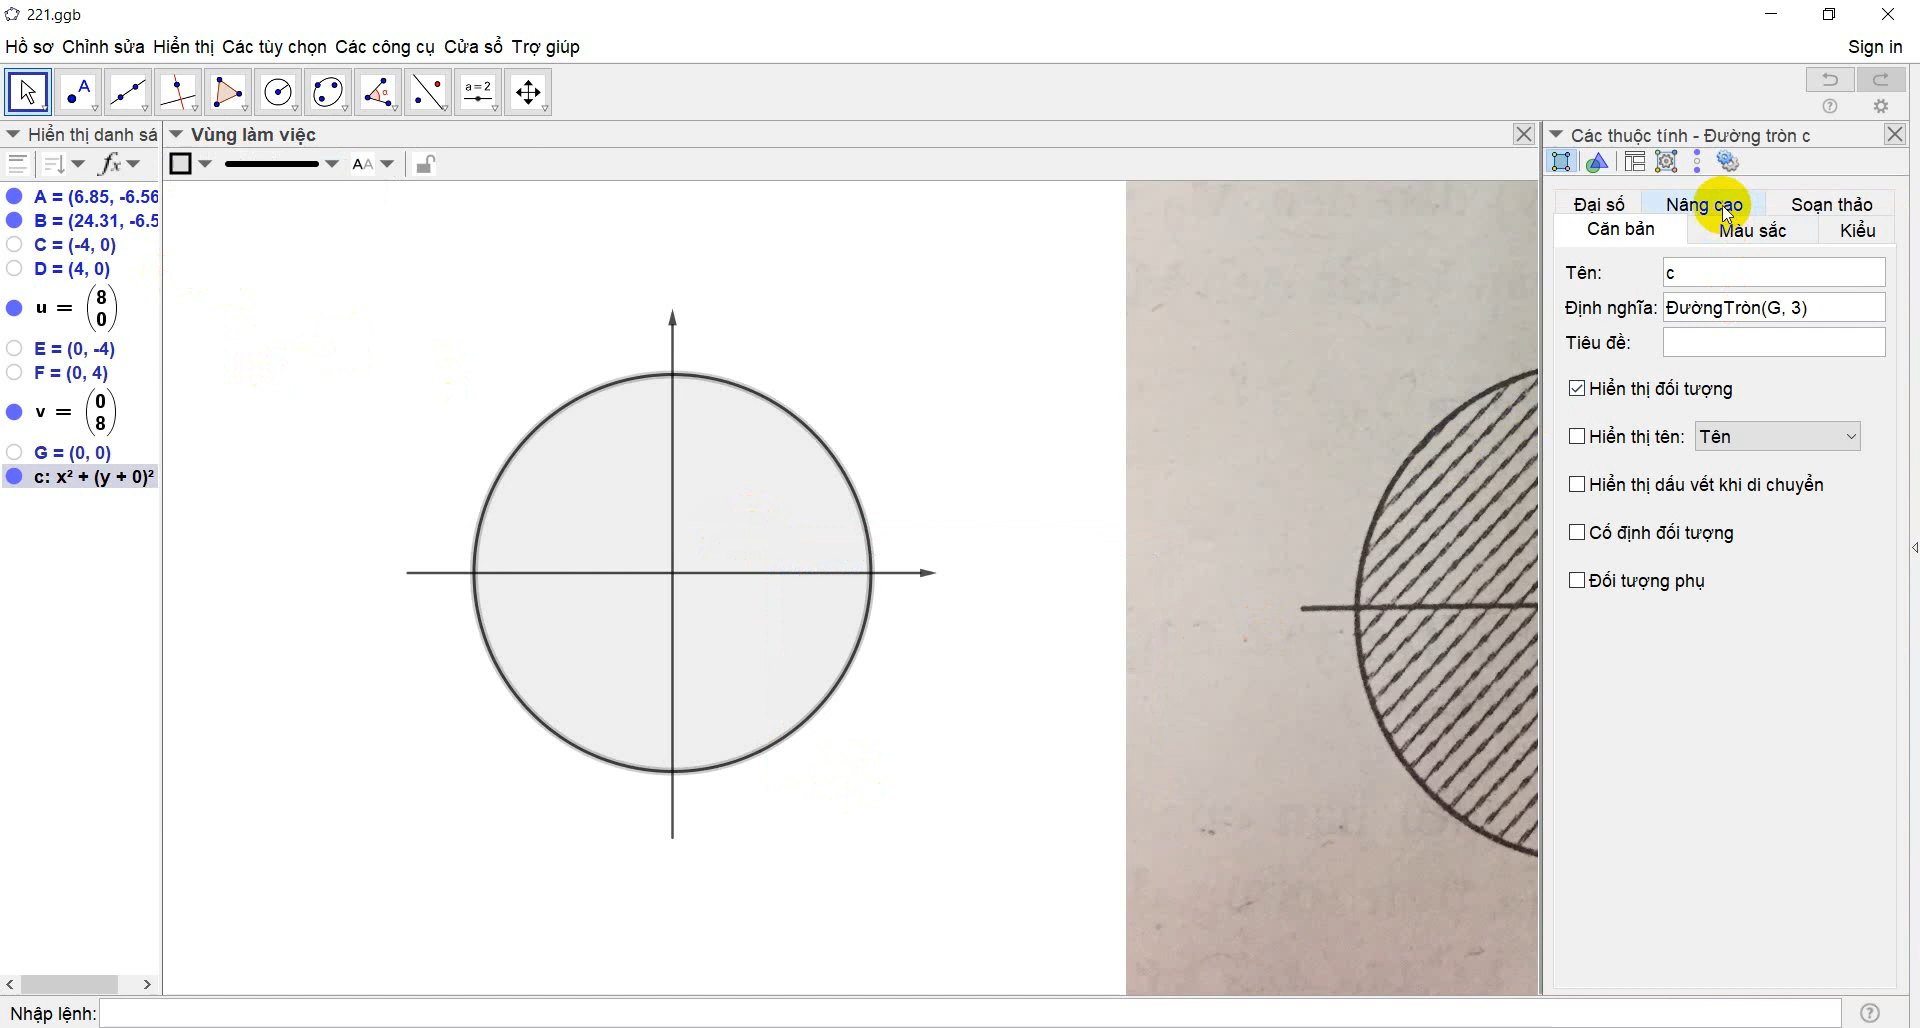 221.ggb
Hồ sơ Chỉnh sửa Hiển thị Các tùy chọn Các công cụ Cửa sổ Trợ giúp
Sign in
A
α
a=2
Hiển thị danh sá
Vùng làm việc
Các thuộc tính - Đường tròn c
fx
AA
A = (6.85, -6.56
B = (24.31, -6.5
C = (-4, 0)
D = (4, 0)
u = (8 0)
E = (0, -4)
F = (0, 4)
v = (0 8)
G = (0, 0)
c: x² + (y + 0)²
Đại số Nâng cao Soạn thảo
Căn bản Màu sắc Kiểu
Tên: c
Định nghĩa: ĐườngTròn(G, 3)
Tiêu đề:
Hiển thị đối tượng
Hiển thị tên: Tên
Hiển thị dấu vết khi di chuyển
Cố định đối tượng
Đối tượng phụ
Nhập lệnh: